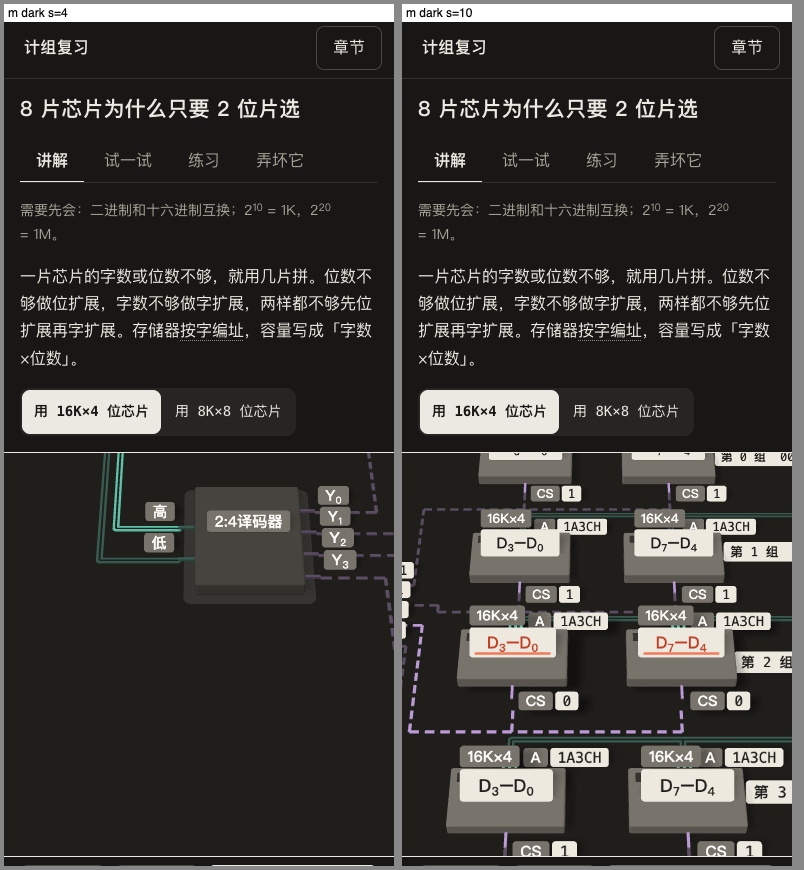 m dark s=4
计组复习
章节
8 片芯片为什么只要 2 位片选
讲解
试一试
练习
弄坏它
需要先会：二进制和十六进制互换；2¹⁰ = 1K，2²⁰
= 1M。
一片芯片的字数或位数不够，就用几片拼。位数不
够做位扩展，字数不够做字扩展，两样都不够先位
扩展再字扩展。存储器按字编址，容量写成「字数
×位数」。
用 16K×4 位芯片
用 8K×8 位芯片
高
低
2:4译码器
Y₀
Y₁
Y₂
Y₃
m dark s=10
计组复习
章节
8 片芯片为什么只要 2 位片选
讲解
试一试
练习
弄坏它
需要先会：二进制和十六进制互换；2¹⁰ = 1K，2²⁰
= 1M。
一片芯片的字数或位数不够，就用几片拼。位数不
够做位扩展，字数不够做字扩展，两样都不够先位
扩展再字扩展。存储器按字编址，容量写成「字数
×位数」。
用 16K×4 位芯片
用 8K×8 位芯片
第 0 组 00
CS 1
CS 1
16K×4 A 1A3CH
16K×4 A 1A3CH
D₃—D₀
D₇—D₄
第 1 组
CS 1
CS 1
16K×4 A 1A3CH
16K×4 A 1A3CH
D₃—D₀
D₇—D₄
第 2 组
CS 0
CS 0
16K×4 A 1A3CH
16K×4 A 1A3CH
D₃—D₀
D₇—D₄
第 3
CS 1
CS 1